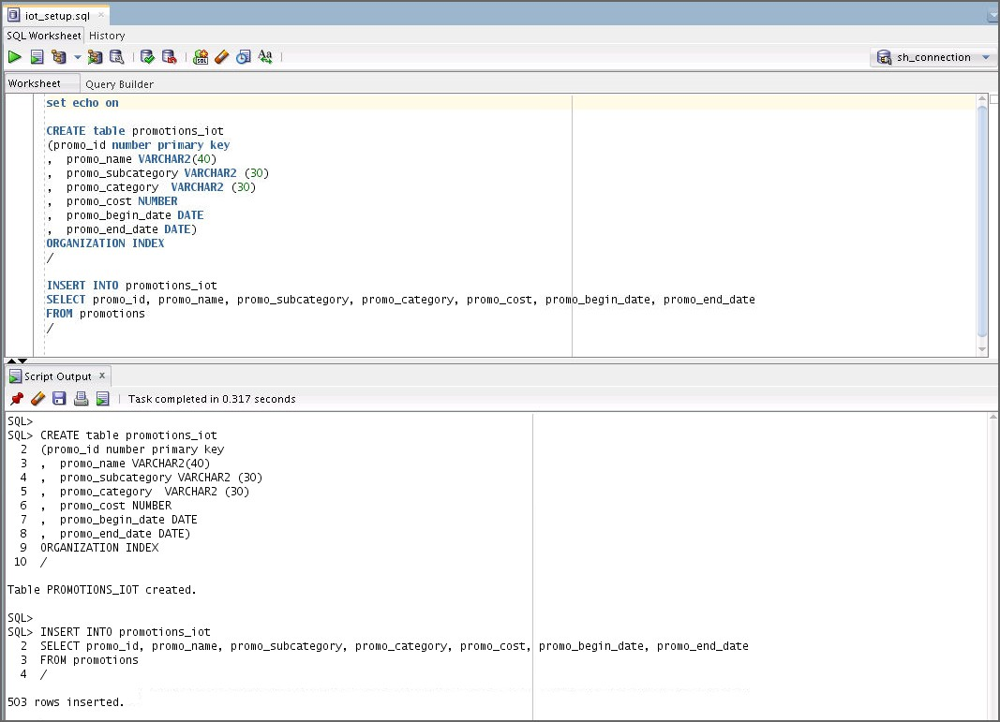 iot_setup.sql
SQL Worksheet History
sh_connection
Worksheet Query Builder
set echo on
CREATE table promotions_iot
(promo_id number primary key
,  promo_name VARCHAR2(40)
,  promo_subcategory VARCHAR2 (30)
,  promo_category  VARCHAR2 (30)
,  promo_cost NUMBER
,  promo_begin_date DATE
,  promo_end_date DATE)
ORGANIZATION INDEX
/
INSERT INTO promotions_iot
SELECT promo_id, promo_name, promo_subcategory, promo_category, promo_cost, promo_begin_date, promo_end_date
FROM promotions
/
Script Output x
Task completed in 0.317 seconds
SQL>
SQL> CREATE table promotions_iot
2 (promo_id number primary key
3 ,  promo_name VARCHAR2(40)
4 ,  promo_subcategory VARCHAR2 (30)
5 ,  promo_category  VARCHAR2 (30)
6 ,  promo_cost NUMBER
7 ,  promo_begin_date DATE
8 ,  promo_end_date DATE)
9 ORGANIZATION INDEX
10 /
Table PROMOTIONS_IOT created.
SQL>
SQL> INSERT INTO promotions_iot
2 SELECT promo_id, promo_name, promo_subcategory, promo_category, promo_cost, promo_begin_date, promo_end_date
3 FROM promotions
4 /
503 rows inserted.